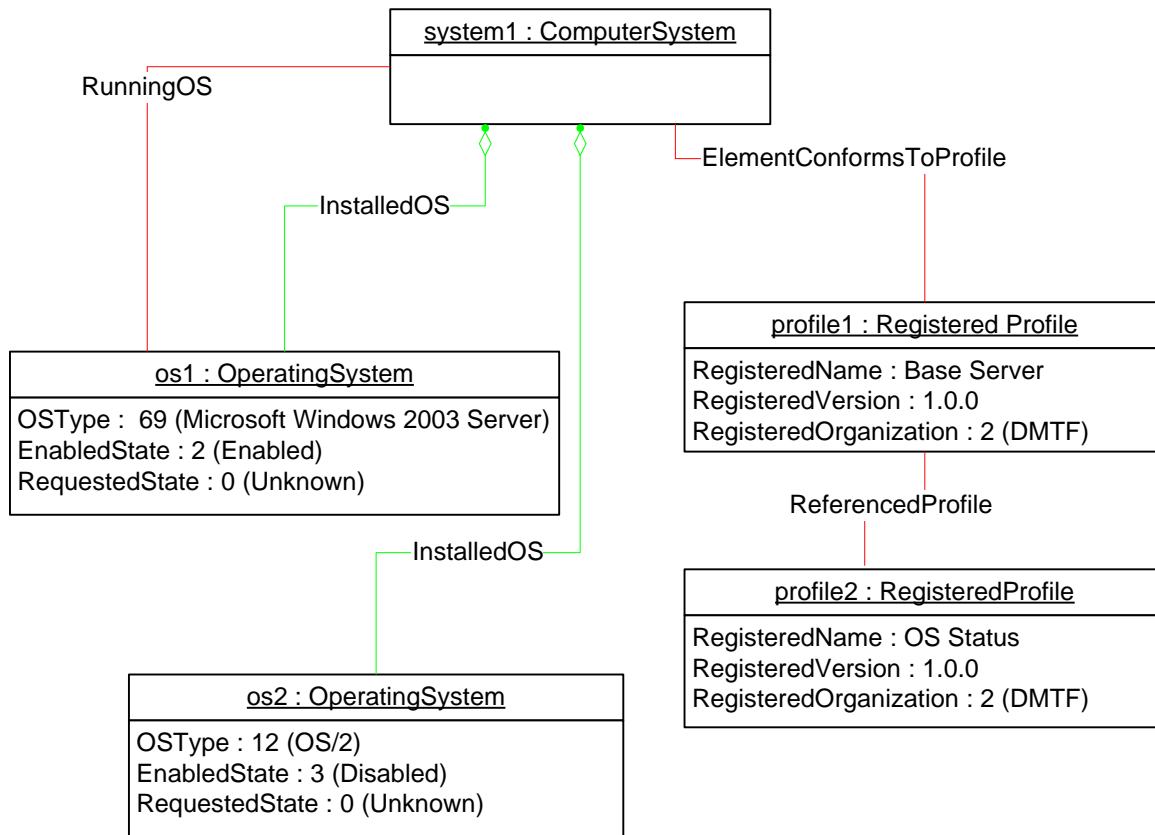 system1 : ComputerSystem
RunningOS
ElementConformsToProfile
InstalledOS
profile1 : Registered Profile
RegisteredName : Base Server
RegisteredVersion : 1.0.0
RegisteredOrganization : 2 (DMTF)
os1 : OperatingSystem
OSType :  69 (Microsoft Windows 2003 Server)
EnabledState : 2 (Enabled)
RequestedState : 0 (Unknown)
ReferencedProfile
InstalledOS
profile2 : RegisteredProfile
RegisteredName : OS Status
RegisteredVersion : 1.0.0
RegisteredOrganization : 2 (DMTF)
os2 : OperatingSystem
OSType : 12 (OS/2)
EnabledState : 3 (Disabled)
RequestedState : 0 (Unknown)